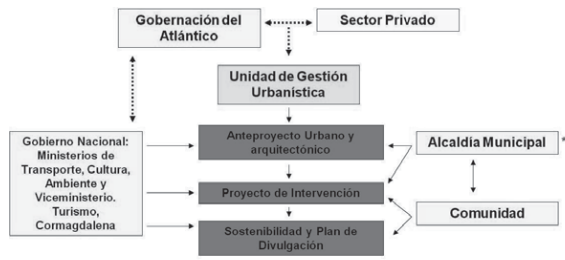 Gobernación del
Atlántico
Sector Privado
Unidad de Gestión
Urbanística
Gobierno Nacional:
Ministerios de
Transporte, Cultura,
Ambiente y
Viceministerio.
Turismo,
Cormagdalena
Anteproyecto Urbano y
arquitectónico
Proyecto de Intervención
Sostenibilidad y Plan de
Divulgación
Alcaldía Municipal
*
Comunidad